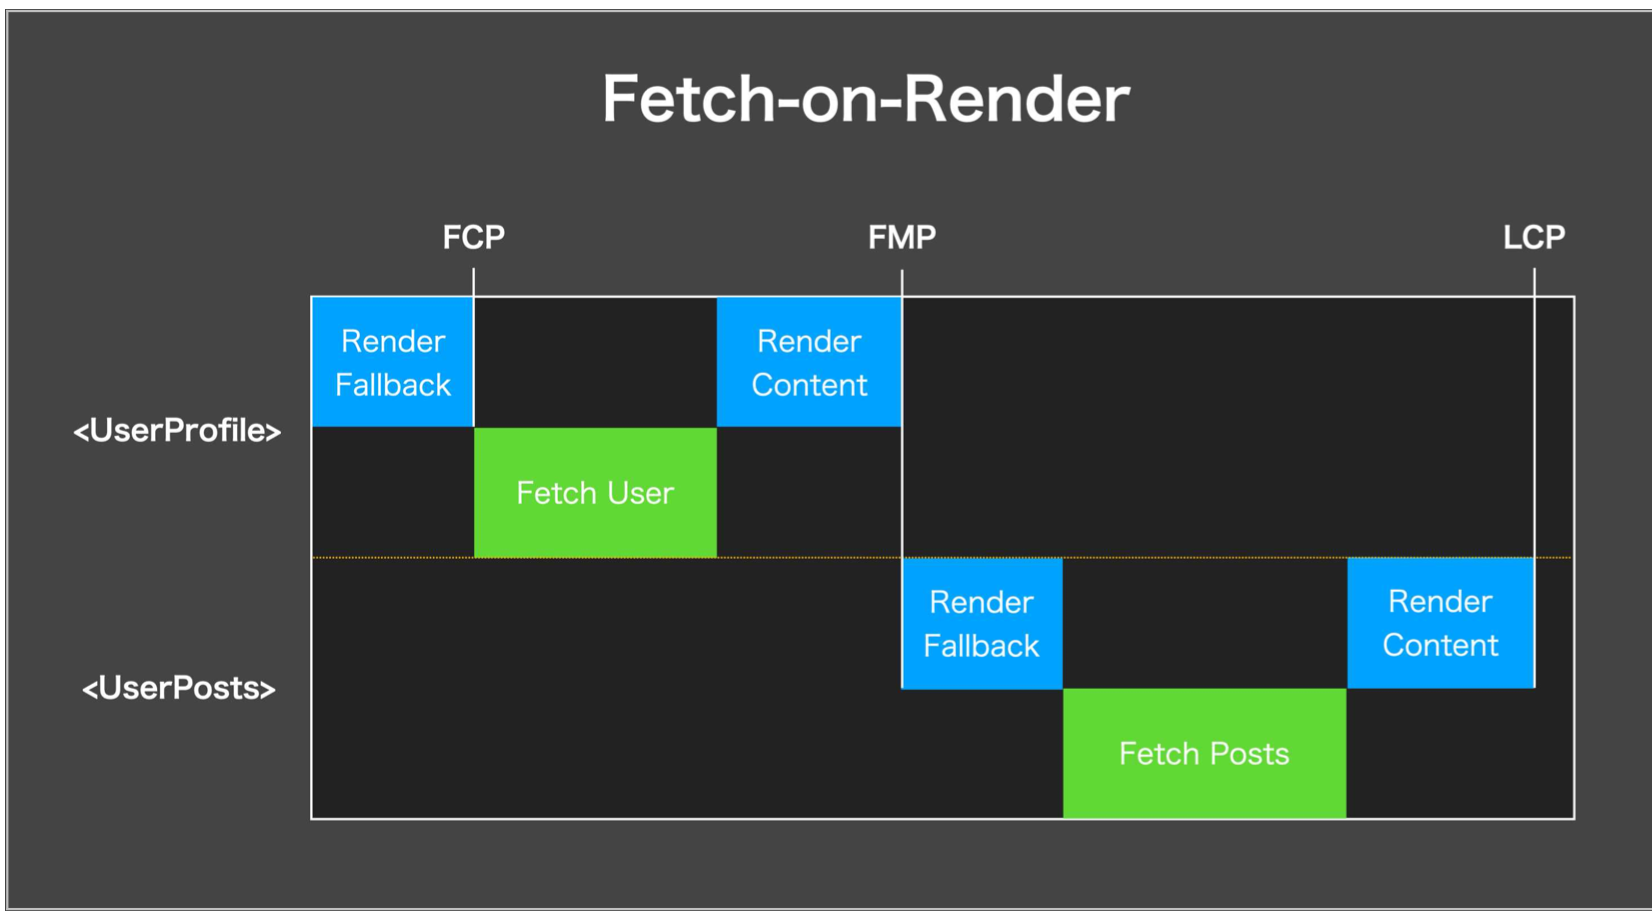 Fetch-on-Render
FCP
FMP
LCP
Render
Fallback
Render
Content
<UserProfile>
Fetch User
Render
Fallback
Render
Content
<UserPosts>
Fetch Posts